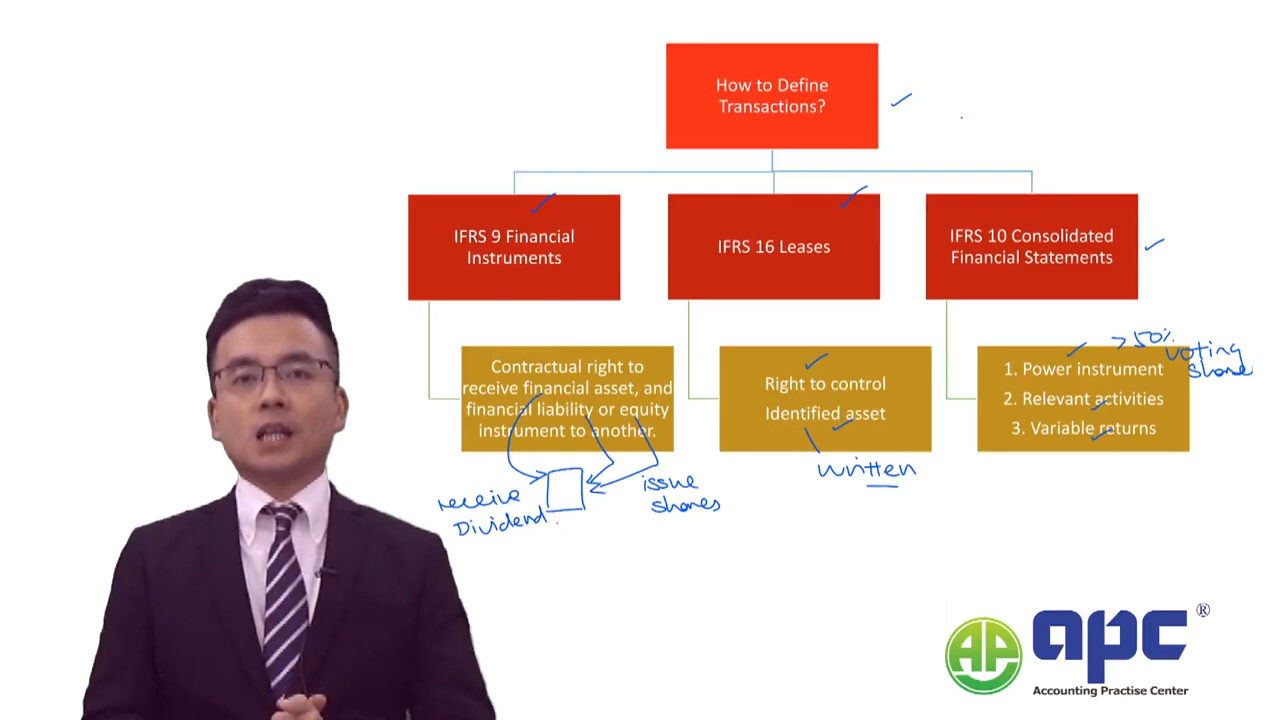 How to Define
Transactions?
IFRS 9 Financial
Instruments
IFRS 16 Leases
IFRS 10 Consolidated
Financial Statements
Contractual right to
receive financial asset, and
financial liability or equity
instrument to another.
receive
Dividend.
issue
shares
Right to control
Identified asset
written
>50%
voting
share
1. Power instrument
2. Relevant activities
3. Variable returns
AP
apc®
Accounting Practise Center